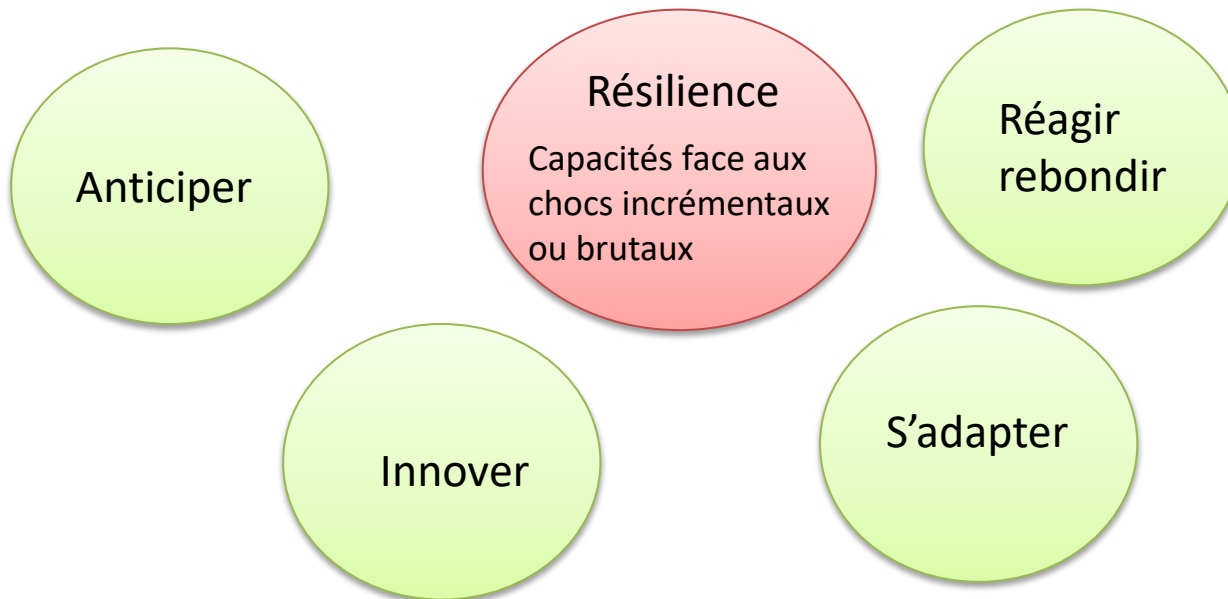 Anticiper
Résilience
Capacités face aux
chocs incrémentaux
ou brutaux
Réagir
rebondir
Innover
S’adapter